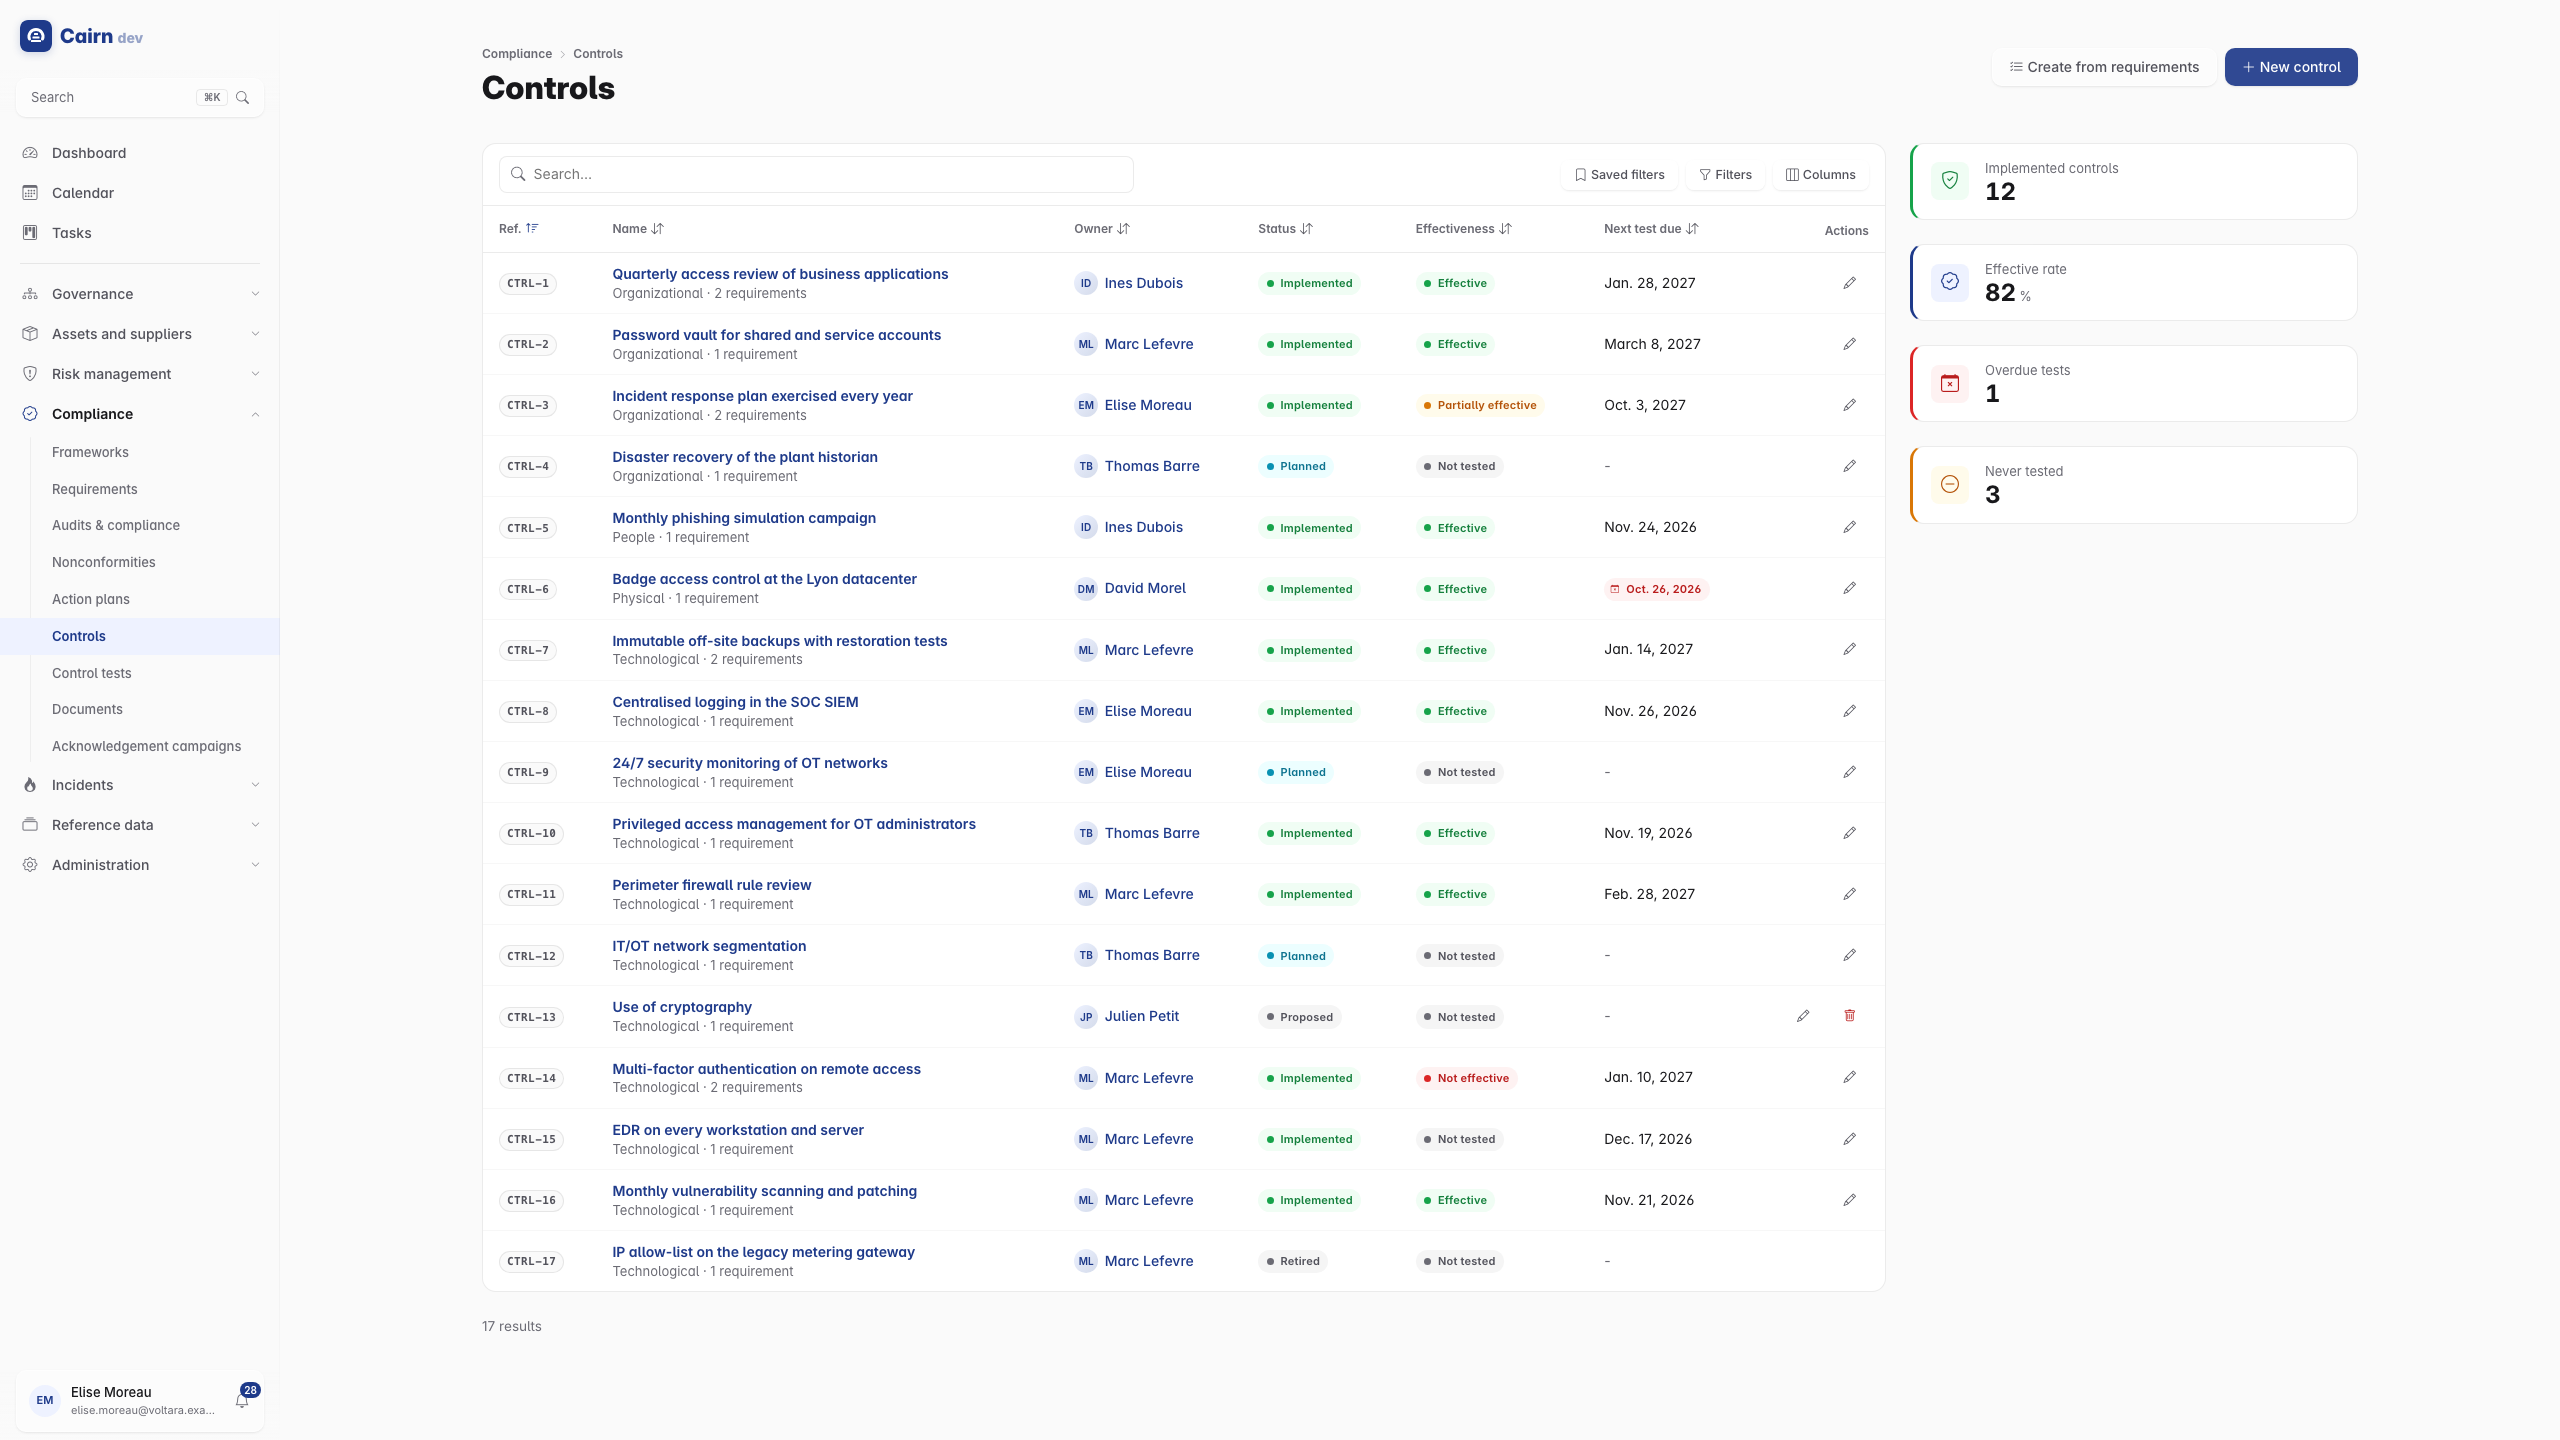 Cairn dev
Search ⌘K
Dashboard
Calendar
Tasks
Governance
Assets and suppliers
Risk management
Compliance
Frameworks
Requirements
Audits & compliance
Nonconformities
Action plans
Controls
Control tests
Documents
Acknowledgement campaigns
Incidents
Reference data
Administration
EM Elise Moreau 28
elise.moreau@voltara.exa...
Compliance > Controls
Controls
Create from requirements + New control
Search... Saved filters Filters Columns
Ref. Name Owner Status Effectiveness Next test due Actions
CTRL-1 Quarterly access review of business applications ID Ines Dubois Implemented Effective Jan. 28, 2027
Organizational · 2 requirements
CTRL-2 Password vault for shared and service accounts ML Marc Lefevre Implemented Effective March 8, 2027
Organizational · 1 requirement
CTRL-3 Incident response plan exercised every year EM Elise Moreau Implemented Partially effective Oct. 3, 2027
Organizational · 2 requirements
CTRL-4 Disaster recovery of the plant historian TB Thomas Barre Planned Not tested -
Organizational · 1 requirement
CTRL-5 Monthly phishing simulation campaign ID Ines Dubois Implemented Effective Nov. 24, 2026
People · 1 requirement
CTRL-6 Badge access control at the Lyon datacenter DM David Morel Implemented Effective Oct. 26, 2026
Physical · 1 requirement
CTRL-7 Immutable off-site backups with restoration tests ML Marc Lefevre Implemented Effective Jan. 14, 2027
Technological · 2 requirements
CTRL-8 Centralised logging in the SOC SIEM EM Elise Moreau Implemented Effective Nov. 26, 2026
Technological · 1 requirement
CTRL-9 24/7 security monitoring of OT networks EM Elise Moreau Planned Not tested -
Technological · 1 requirement
CTRL-10 Privileged access management for OT administrators TB Thomas Barre Implemented Effective Nov. 19, 2026
Technological · 1 requirement
CTRL-11 Perimeter firewall rule review ML Marc Lefevre Implemented Effective Feb. 28, 2027
Technological · 1 requirement
CTRL-12 IT/OT network segmentation TB Thomas Barre Planned Not tested -
Technological · 1 requirement
CTRL-13 Use of cryptography JP Julien Petit Proposed Not tested -
Technological · 1 requirement
CTRL-14 Multi-factor authentication on remote access ML Marc Lefevre Implemented Not effective Jan. 10, 2027
Technological · 2 requirements
CTRL-15 EDR on every workstation and server ML Marc Lefevre Implemented Not tested Dec. 17, 2026
Technological · 1 requirement
CTRL-16 Monthly vulnerability scanning and patching ML Marc Lefevre Implemented Effective Nov. 21, 2026
Technological · 1 requirement
CTRL-17 IP allow-list on the legacy metering gateway ML Marc Lefevre Retired Not tested -
Technological · 1 requirement
17 results
Implemented controls
12
Effective rate
82 %
Overdue tests
1
Never tested
3